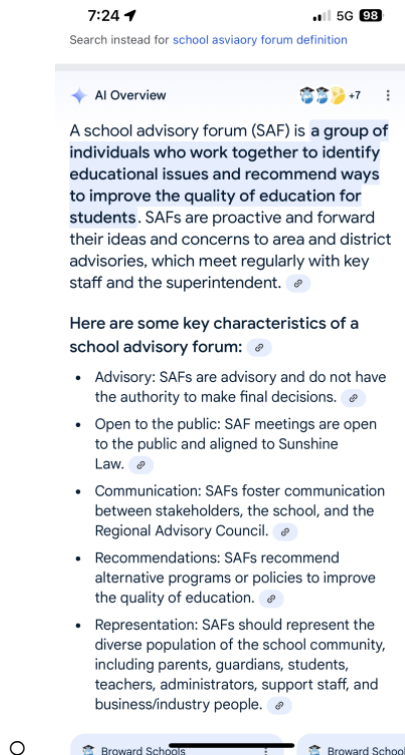 7:24
5G 98
Search instead for school asviaory forum definition
AI Overview
+7
A school advisory forum (SAF) is a group of
individuals who work together to identify
educational issues and recommend ways
to improve the quality of education for
students. SAFs are proactive and forward
their ideas and concerns to area and district
advisories, which meet regularly with key
staff and the superintendent.
Here are some key characteristics of a
school advisory forum:
• Advisory: SAFs are advisory and do not have
the authority to make final decisions.
• Open to the public: SAF meetings are open
to the public and aligned to Sunshine
Law.
• Communication: SAFs foster communication
between stakeholders, the school, and the
Regional Advisory Council.
• Recommendations: SAFs recommend
alternative programs or policies to improve
the quality of education.
• Representation: SAFs should represent the
diverse population of the school community,
including parents, guardians, students,
teachers, administrators, support staff, and
business/industry people.
Broward Schools
Broward School